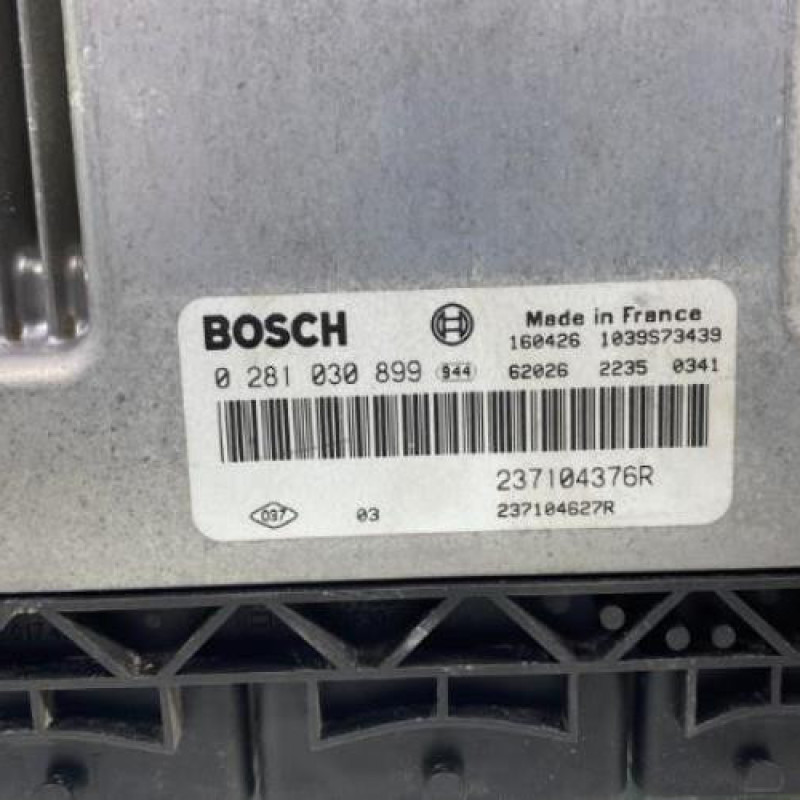 BOSCH Made in France
160426 1039S73439
0 281 030 899 944 62026 2235 0341
237104376R
037 03 237104627R